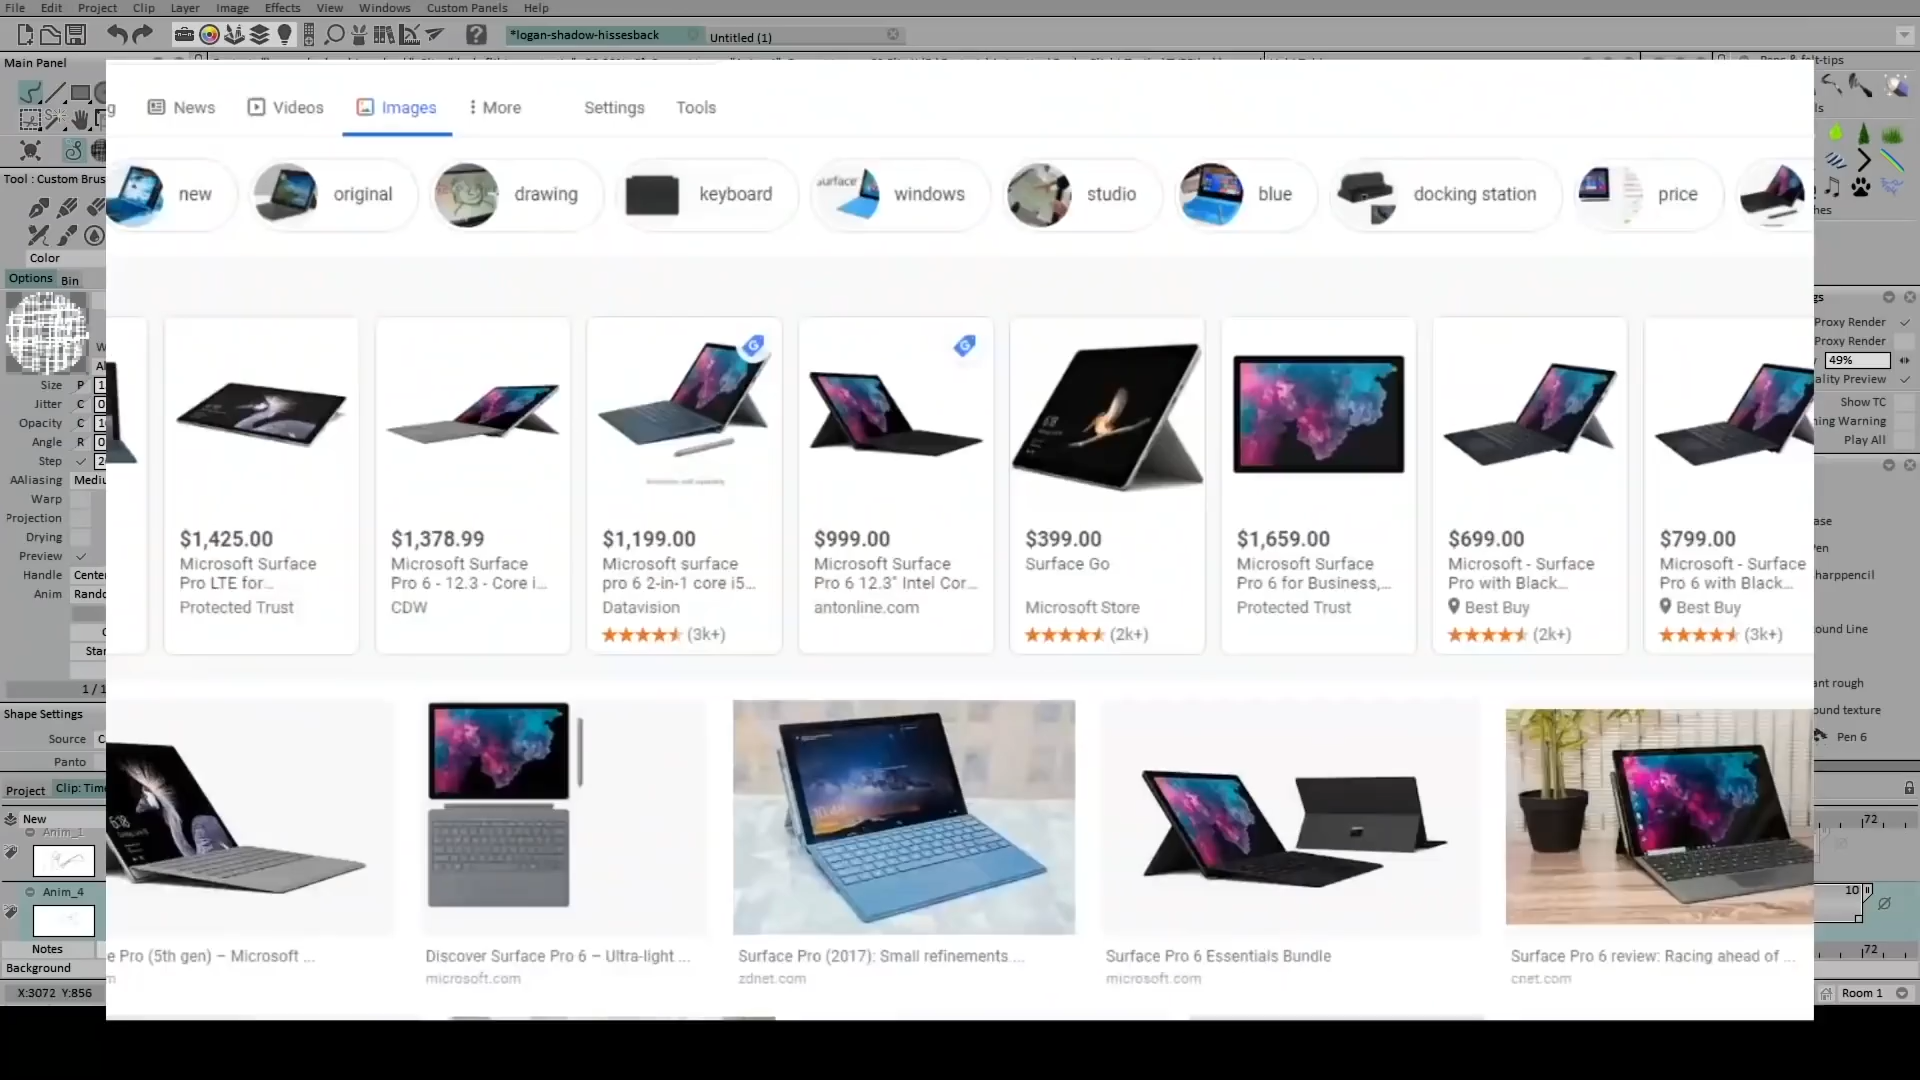 File Edit Project Clip Layer Image Effects View Windows Custom Panels Help
*logan-shadow-hissesback Untitled (1)
Main Panel
News Videos Images More Settings Tools
new original drawing keyboard windows studio blue docking station price
Tool : Custom
Color
Options Bin
Size P
Jitter C
Opacity C
Angle R
Step
AAliasing
Warp
Projection
Drying
Preview
Handle
Anim
1 / 1
Shape Settings
Source
Panto
Project Clip:
New
Anim_1
Anim_4
Notes
Background
X:3072 Y:856
$1,425.00
Microsoft Surface
Pro LTE for...
Protected Trust
$1,378.99
Microsoft Surface
Pro 6 - 12.3 - Core i...
CDW
$1,199.00
Microsoft surface
pro 6 2-in-1 core i5...
Datavision
(3k+)
$999.00
Microsoft Surface
Pro 6 12.3" Intel Cor...
antonline.com
$399.00
Surface Go
Microsoft Store
(2k+)
$1,659.00
Microsoft Surface
Pro 6 for Business,...
Protected Trust
$699.00
Microsoft - Surface
Pro with Black...
Best Buy
(2k+)
$799.00
Microsoft - Surface
Pro 6 with Black...
Best Buy
(3k+)
e Pro (5th gen) – Microsoft ...
Discover Surface Pro 6 – Ultra-light ...
microsoft.com
Surface Pro (2017): Small refinements ...
zdnet.com
Surface Pro 6 Essentials Bundle
microsoft.com
Surface Pro 6 review: Racing ahead of ...
cnet.com
Proxy Render
Proxy Render
49%
Preview
Show TC
Warning
Play All
Pen 6
72
10
72
Room 1